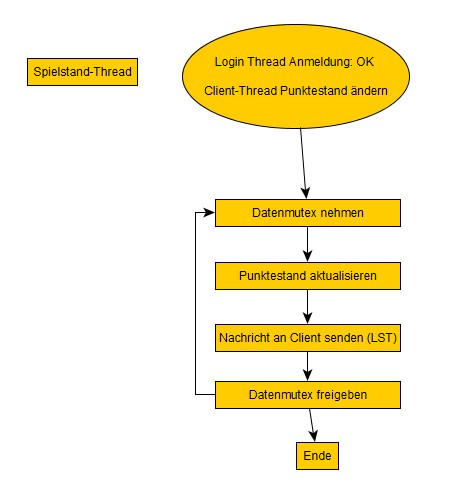 Spielstand-Thread
Login Thread Anmeldung: OK
Client-Thread Punktestand ändern
Datenmutex nehmen
Punktestand aktualisieren
Nachricht an Client senden (LST)
Datenmutex freigeben
Ende